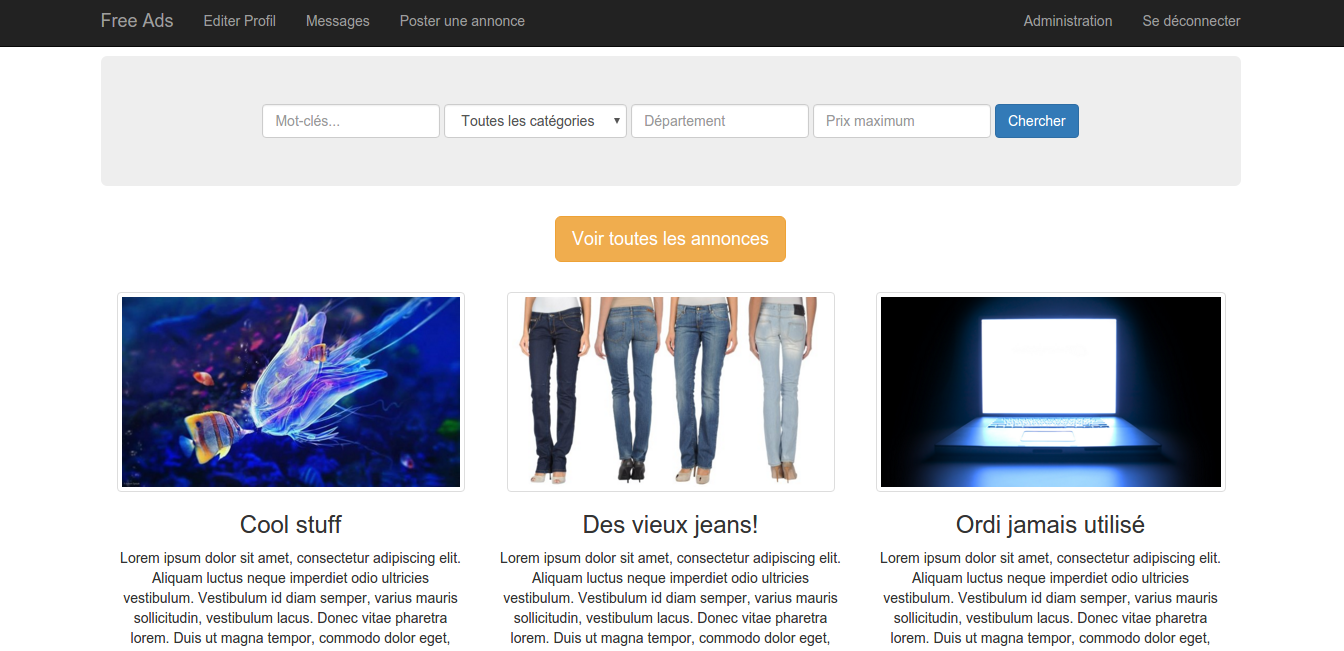 Free Ads Editer Profil Messages Poster une annonce Administration Se déconnecter
Mot-clés... Toutes les catégories Département Prix maximum Chercher
Voir toutes les annonces
Cool stuff
Lorem ipsum dolor sit amet, consectetur adipiscing elit.
Aliquam luctus neque imperdiet odio ultricies
vestibulum. Vestibulum id diam semper, varius mauris
sollicitudin, vestibulum lacus. Donec vitae pharetra
lorem. Duis ut magna tempor, commodo dolor eget,
Des vieux jeans!
Lorem ipsum dolor sit amet, consectetur adipiscing elit.
Aliquam luctus neque imperdiet odio ultricies
vestibulum. Vestibulum id diam semper, varius mauris
sollicitudin, vestibulum lacus. Donec vitae pharetra
lorem. Duis ut magna tempor, commodo dolor eget,
Ordi jamais utilisé
Lorem ipsum dolor sit amet, consectetur adipiscing elit.
Aliquam luctus neque imperdiet odio ultricies
vestibulum. Vestibulum id diam semper, varius mauris
sollicitudin, vestibulum lacus. Donec vitae pharetra
lorem. Duis ut magna tempor, commodo dolor eget,